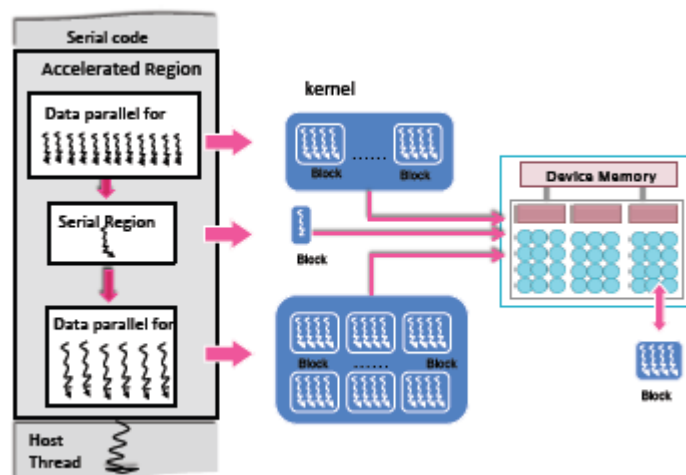 Serial code
Accelerated Region
Data parallel for
Serial Region
Data parallel for
Host
Thread
kernel
......
Block
Block
Block
Block
......
Block
Device Memory
Block